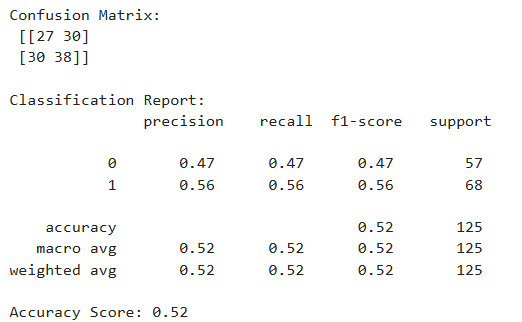 Confusion Matrix:
[[27 30]
[30 38]]
Classification Report:
precision recall f1-score support
0 0.47 0.47 0.47 57
1 0.56 0.56 0.56 68
accuracy 0.52 125
macro avg 0.52 0.52 0.52 125
weighted avg 0.52 0.52 0.52 125
Accuracy Score: 0.52